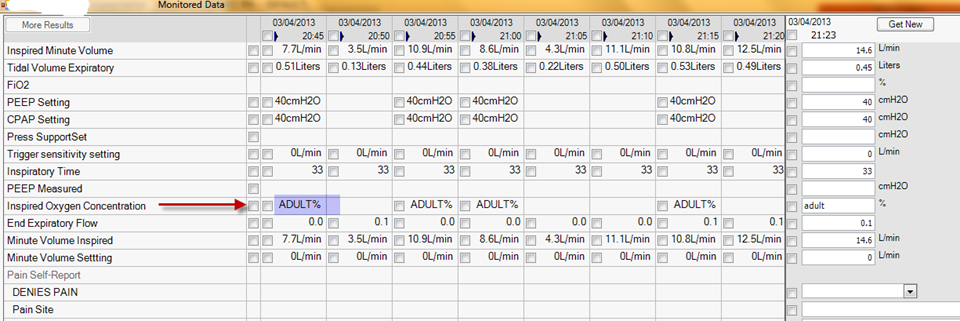 Monitored Data
More Results 03/04/2013 03/04/2013 03/04/2013 03/04/2013 03/04/2013 03/04/2013 03/04/2013 03/04/2013 03/04/2013 Get New
20:45 20:50 20:55 21:00 21:05 21:10 21:15 21:20 21:23
Inspired Minute Volume 7.7L/min 3.5L/min 10.9L/min 8.6L/min 4.3L/min 11.1L/min 10.8L/min 12.5L/min 14.6 L/min
Tidal Volume Expiratory 0.51Liters 0.13Liters 0.44Liters 0.38Liters 0.22Liters 0.50Liters 0.53Liters 0.49Liters 0.45 Liters
FiO2 %
PEEP Setting 40cmH2O 40cmH2O 40cmH2O 40cmH2O 40 cmH2O
CPAP Setting 40cmH2O 40cmH2O 40cmH2O 40cmH2O 40 cmH2O
Press SupportSet cmH2O
Trigger sensitivity setting 0L/min 0L/min 0L/min 0L/min 0L/min 0L/min 0L/min 0L/min 0 L/min
Inspiratory Time 33 33 33 33 33 33 33 33 33
PEEP Measured cmH2O
Inspired Oxygen Concentration ADULT% ADULT% ADULT% ADULT% adult %
End Expiratory Flow 0.0 0.1 0.0 0.0 0.0 0.0 0.1 0.1 0.1
Minute Volume Inspired 7.7L/min 3.5L/min 10.9L/min 8.6L/min 4.3L/min 11.1L/min 10.8L/min 12.5L/min 14.6 L/min
Minute Volume Settting 0L/min 0L/min 0L/min 0L/min 0L/min 0L/min 0L/min 0L/min 0 L/min
Pain Self-Report
DENIES PAIN
Pain Site